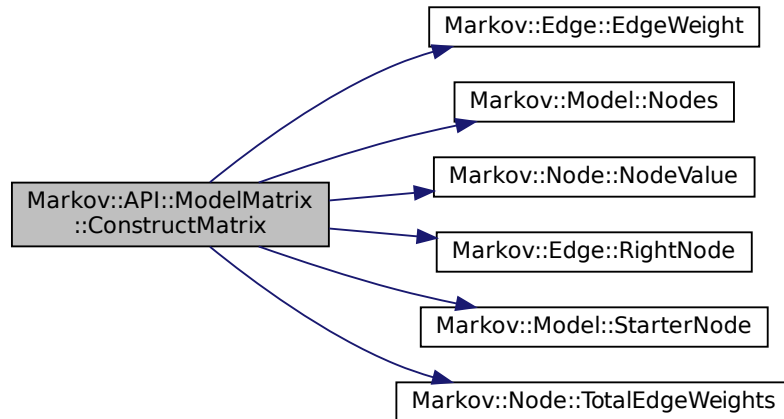 Markov::Edge::EdgeWeight
Markov::Model::Nodes
Markov::Node::NodeValue
Markov::API::ModelMatrix
::ConstructMatrix
Markov::Edge::RightNode
Markov::Model::StarterNode
Markov::Node::TotalEdgeWeights